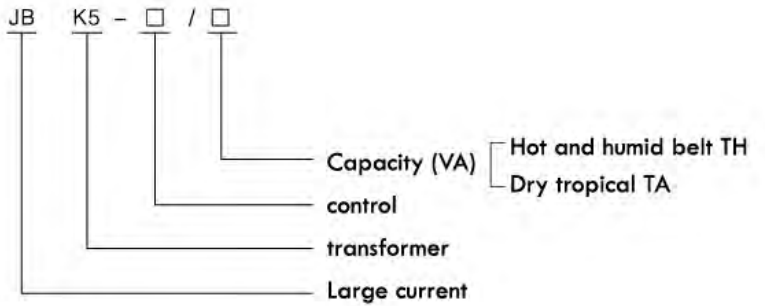 JB K5 - □ / □
Hot and humid belt TH
Capacity (VA)
Dry tropical TA
control
transformer
Large current